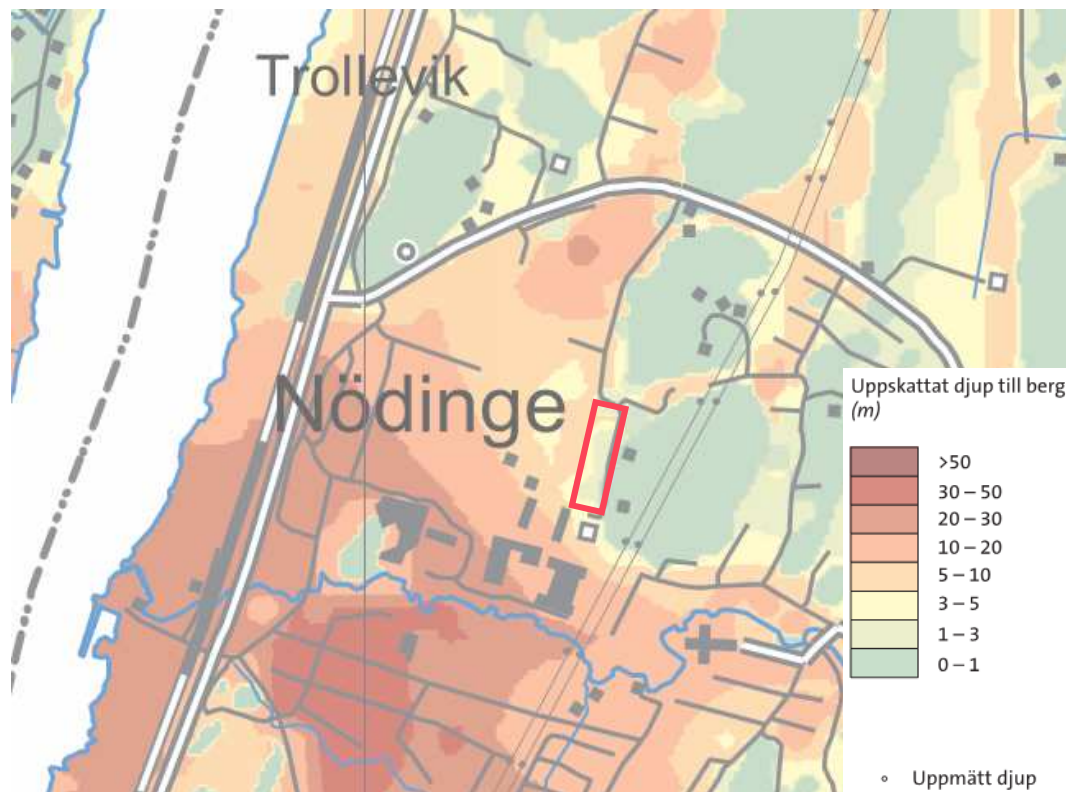 Trollevik
Nödinge
Uppskattat djup till berg
(m)
>50
30 – 50
20 – 30
10 – 20
5 – 10
3 – 5
1 – 3
0 – 1
Uppmätt djup